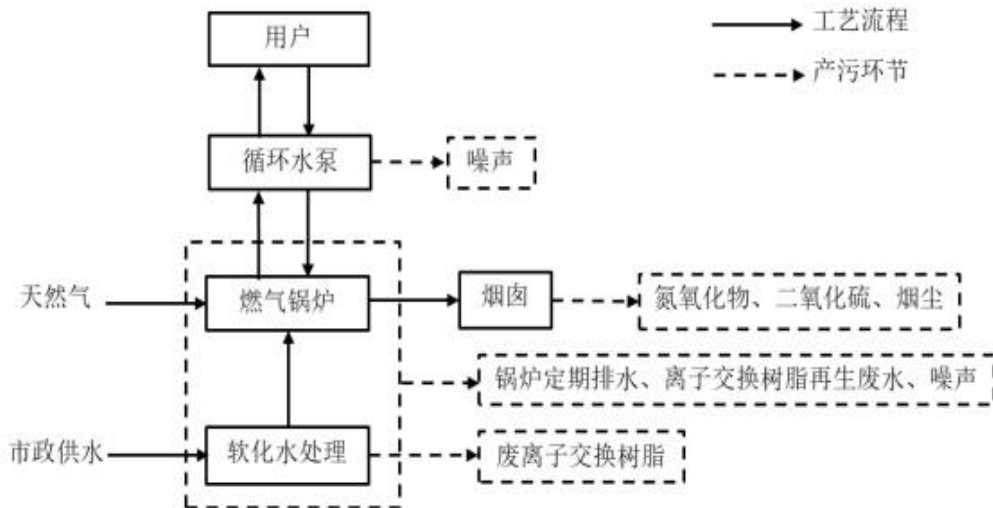 用户
工艺流程
产污环节
循环水泵
噪声
天然气
燃气锅炉
烟囱
氮氧化物、二氧化硫、烟尘
锅炉定期排水、离子交换树脂再生废水、噪声
市政供水
软化水处理
废离子交换树脂